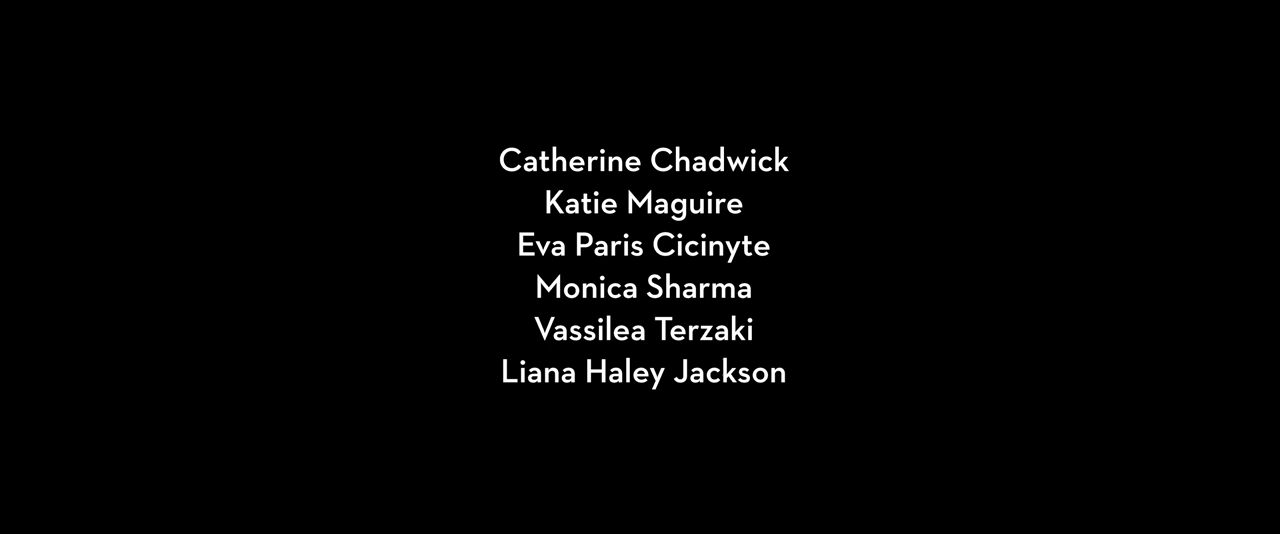 Catherine Chadwick
Katie Maguire
Eva Paris Cicinyte
Monica Sharma
Vassilea Terzaki
Liana Haley Jackson